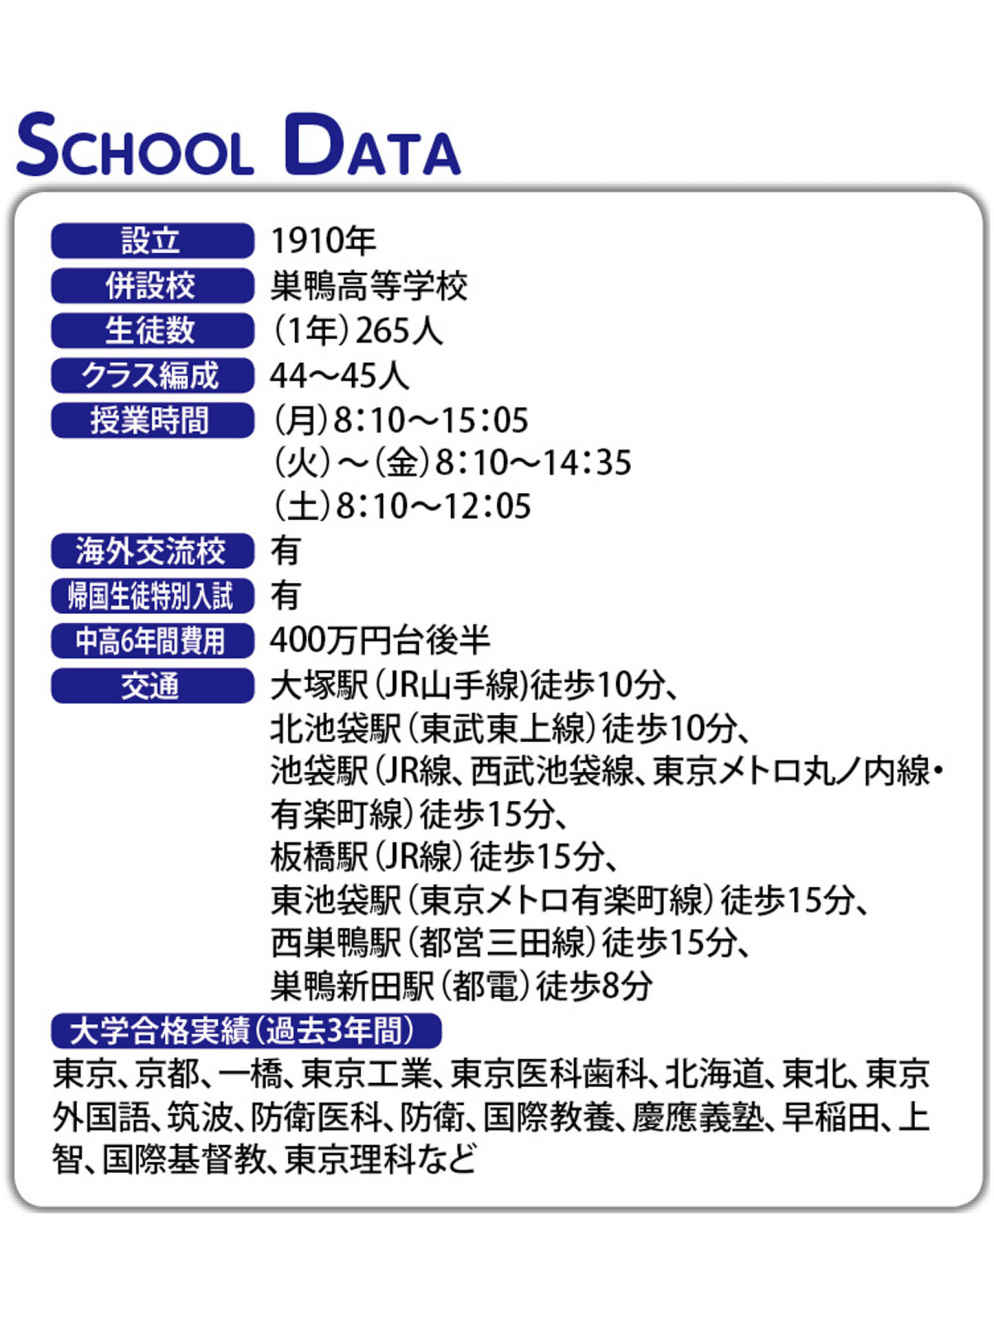 SCHOOL DATA
設立 1910年
併設校 巣鴨高等学校
生徒数 （1年）265人
クラス編成 44～45人
授業時間 （月）8：10～15：05
（火）～（金）8：10～14：35
（土）8：10～12：05
海外交流校 有
帰国生徒特別入試 有
中高6年間費用 400万円台後半
交通 大塚駅（JR山手線)徒歩10分、
北池袋駅（東武東上線）徒歩10分、
池袋駅（JR線、西武池袋線、東京メトロ丸ノ内線・
有楽町線）徒歩15分、
板橋駅（JR線）徒歩15分、
東池袋駅（東京メトロ有楽町線）徒歩15分、
西巣鴨駅（都営三田線）徒歩15分、
巣鴨新田駅（都電）徒歩8分
大学合格実績（過去3年間）
東京、京都、一橋、東京工業、東京医科歯科、北海道、東北、東京
外国語、筑波、防衛医科、防衛、国際教養、慶應義塾、早稲田、上
智、国際基督教、東京理科など